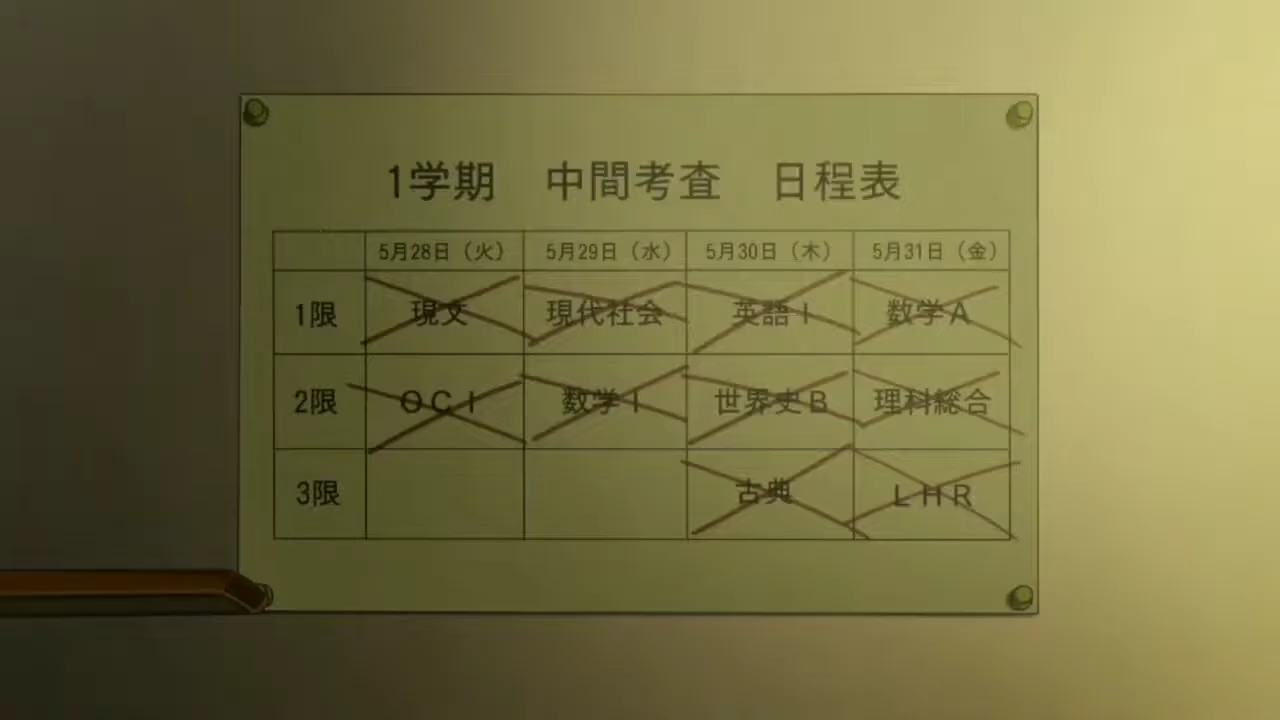 1学期　中間考査　日程表
5月28日（火） 5月29日（水） 5月30日（木） 5月31日（金）
1限 現文 現代社会 英語Ⅰ 数学A
2限 OCⅠ 数学Ⅰ 世界史B 理科総合
3限 古典 LHR